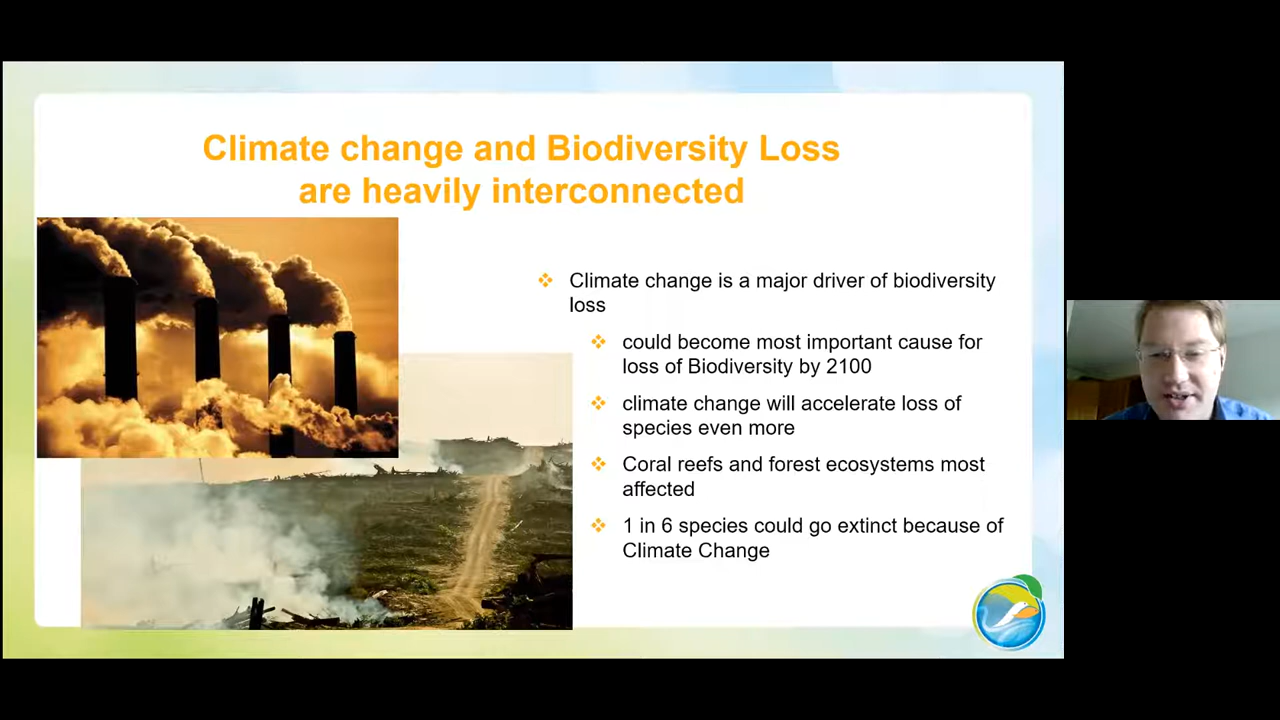 Climate change and Biodiversity Loss
are heavily interconnected
Climate change is a major driver of biodiversity
loss
could become most important cause for
loss of Biodiversity by 2100
climate change will accelerate loss of
species even more
Coral reefs and forest ecosystems most
affected
1 in 6 species could go extinct because of
Climate Change